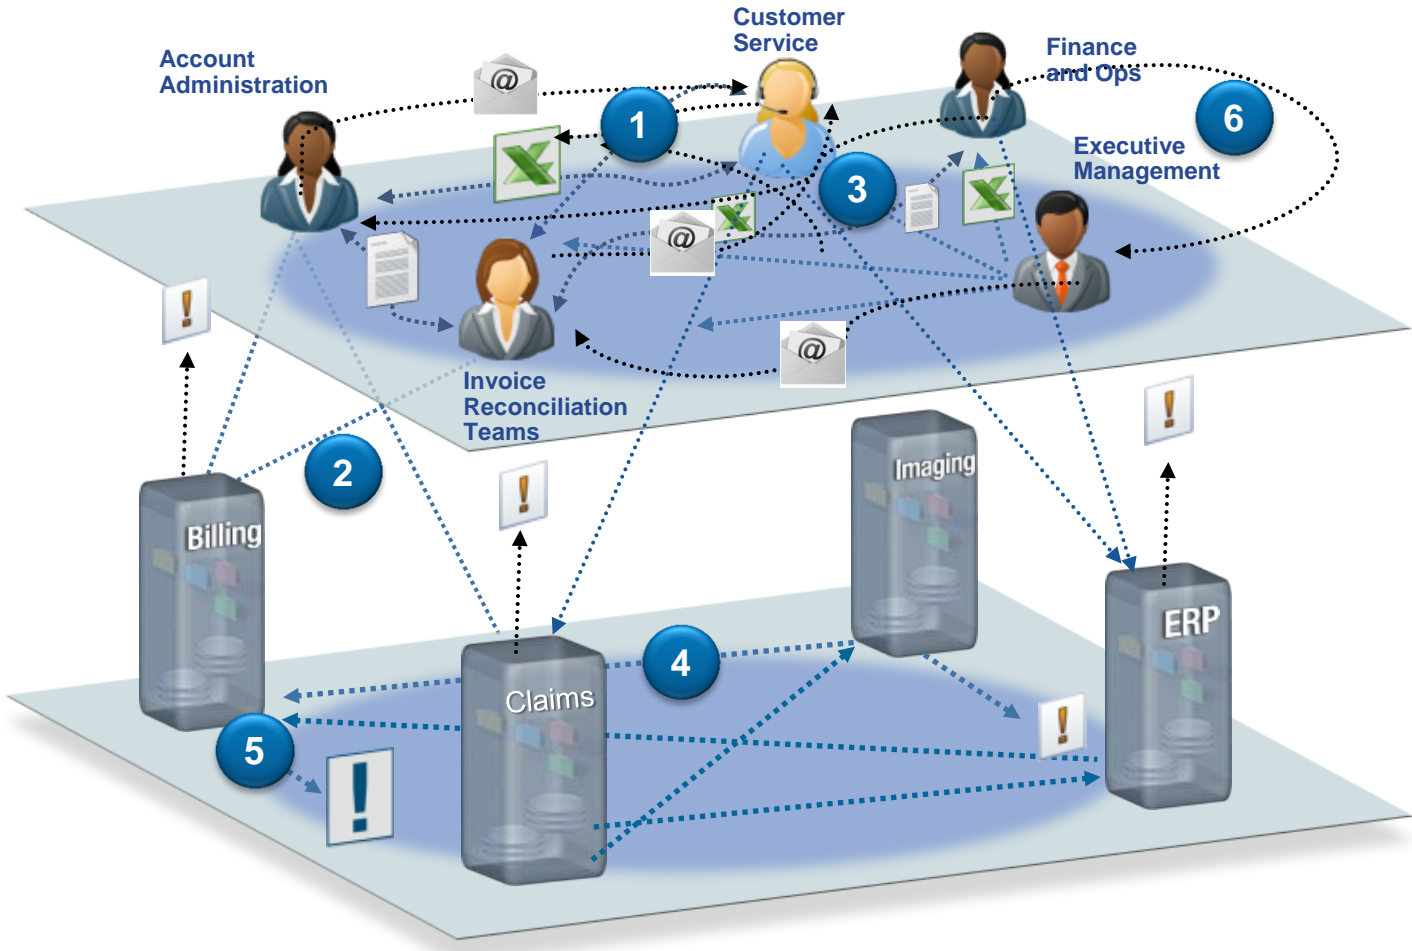 Customer
Service
Account
Administration
Finance
and Ops
@
1
6
3
Executive
Management
@
@
Invoice
Reconciliation
Teams
!
!
!
2
Imaging
Billing
ERP
4
Claims
5
!
!